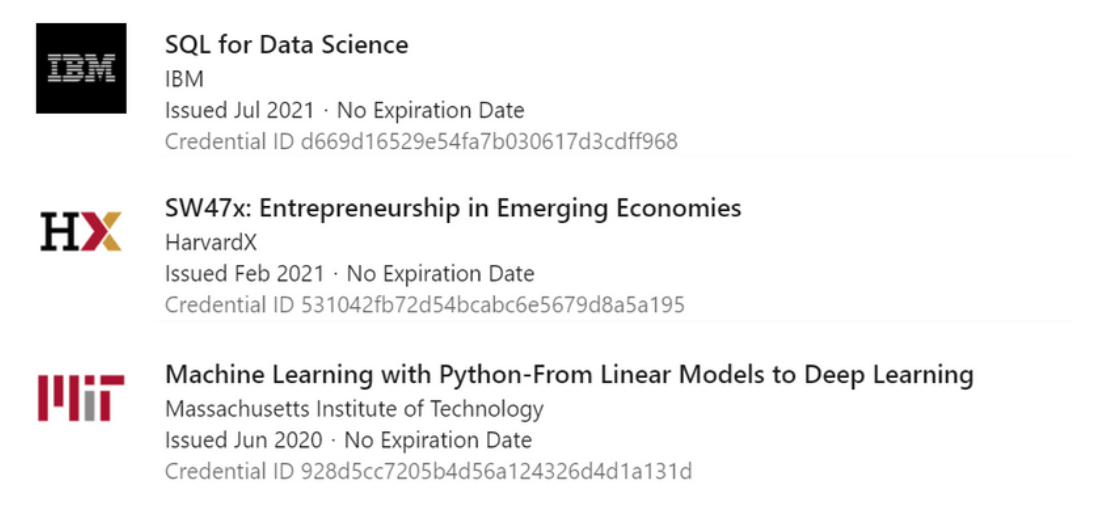 IBM
SQL for Data Science
IBM
Issued Jul 2021 · No Expiration Date
Credential ID d669d16529e54fa7b030617d3cdff968
HX
SW47x: Entrepreneurship in Emerging Economies
HarvardX
Issued Feb 2021 · No Expiration Date
Credential ID 531042fb72d54bcabc6e5679d8a5a195
MIT
Machine Learning with Python-From Linear Models to Deep Learning
Massachusetts Institute of Technology
Issued Jun 2020 · No Expiration Date
Credential ID 928d5cc7205b4d56a124326d4d1a131d